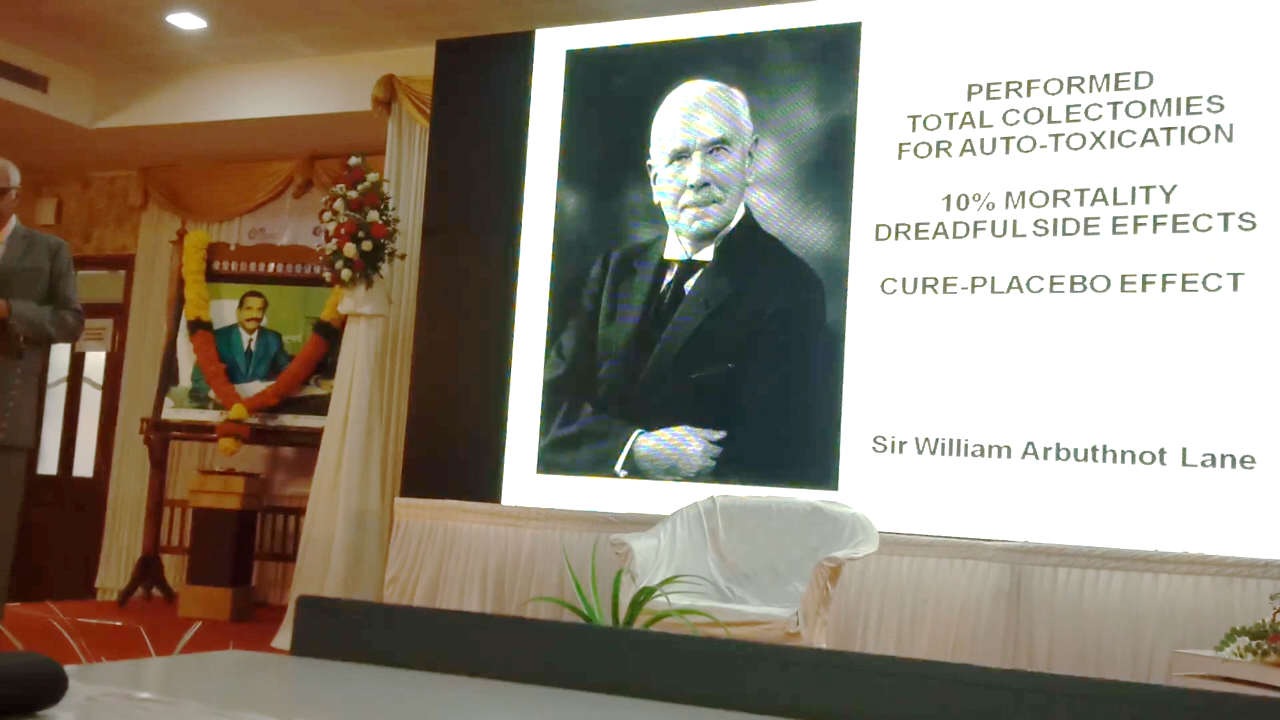 PERFORMED
TOTAL COLECTOMIES
FOR AUTO-TOXICATION
10% MORTALITY
DREADFUL SIDE EFFECTS
CURE-PLACEBO EFFECT
Sir William Arbuthnot Lane